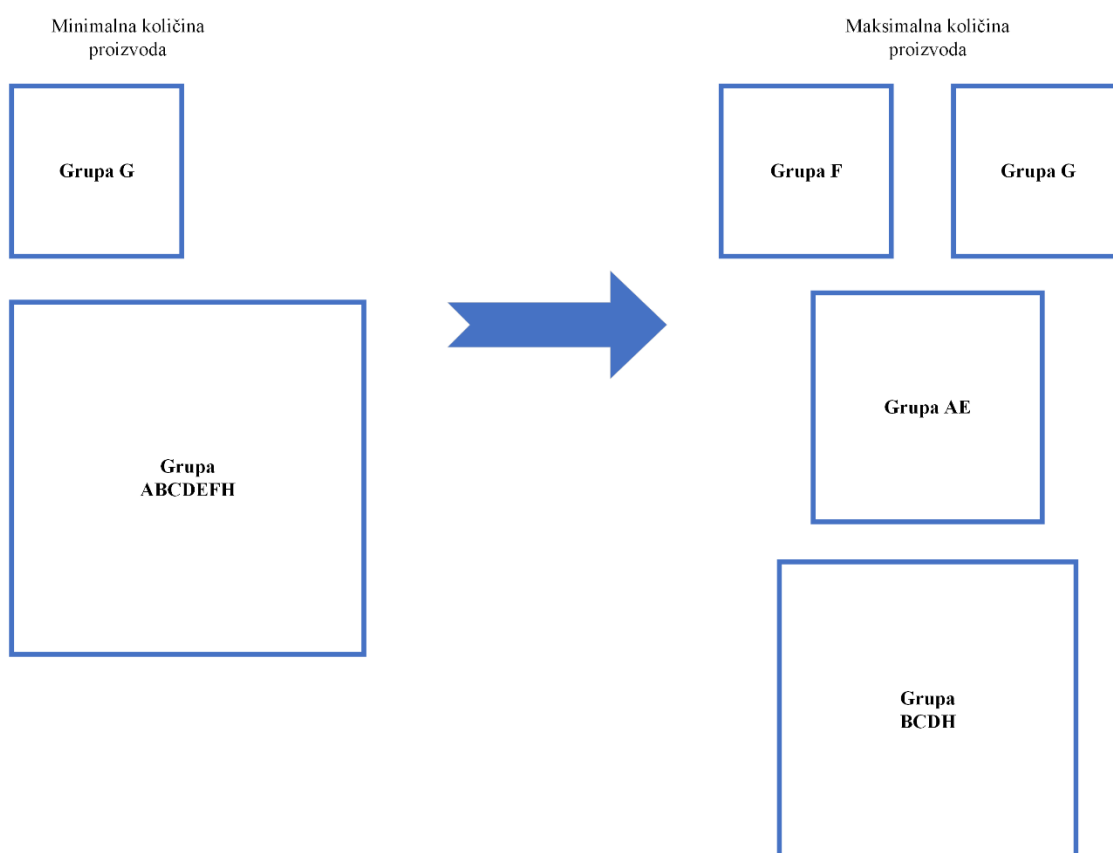 Minimalna količina
proizvoda
Grupa G
Grupa
ABCDEFH
Maksimalna količina
proizvoda
Grupa F
Grupa G
Grupa AE
Grupa
BCDH